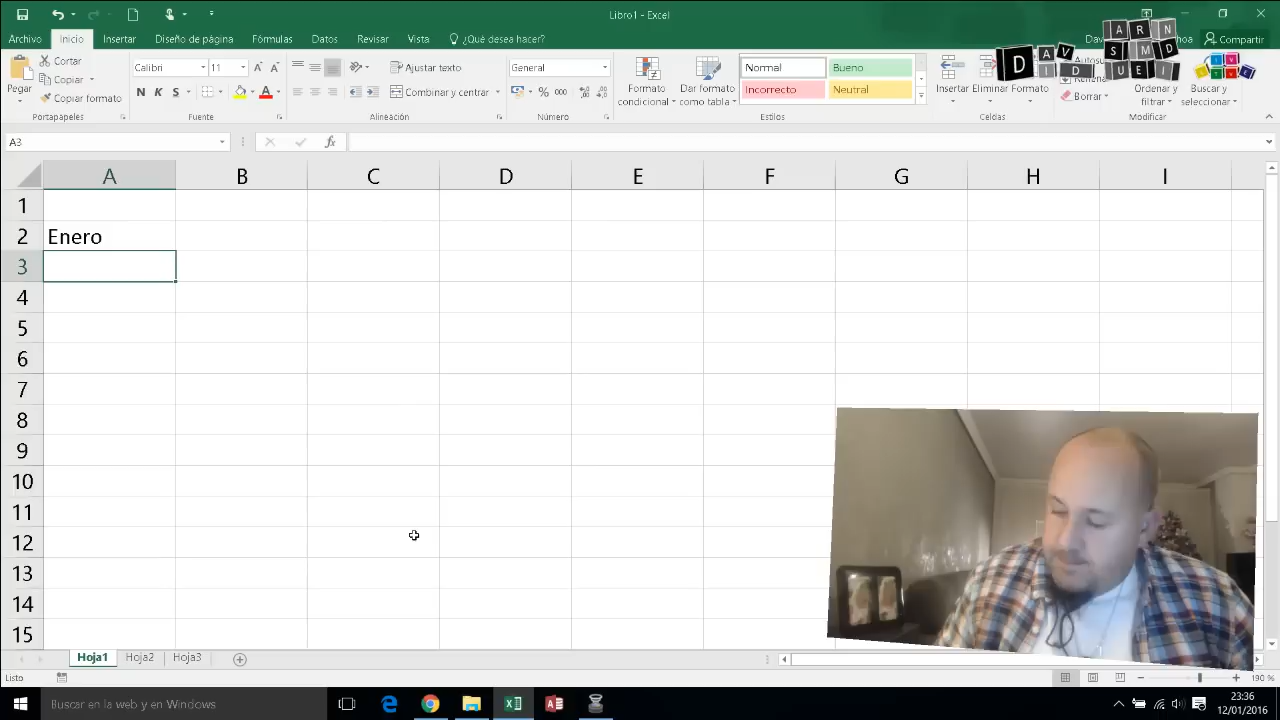 Libro1 - Excel
Archivo Inicio Insertar Diseño de página Fórmulas Datos Revisar Vista ¿Qué desea hacer? Compartir
DAVID ARNSMDUEL
Pegar
Cortar
Copiar
Copiar formato
Portapapeles
Calibri 11
N K S
Fuente
Ajustar texto
Combinar y centrar
Alineación
General
% 000
Número
Formato condicional
Dar formato como tabla
Normal Bueno
Incorrecto Neutral
Estilos
Insertar Eliminar Formato
Celdas
Borrar
Ordenar y filtrar
Buscar y seleccionar
Modificar
A3 fx
A B C D E F G H I
1
2 Enero
3
4
5
6
7
8
9
10
11
12
13
14
15
Hoja1 Hoja2 Hoja3
Listo 190 %
Buscar en la web y en Windows
23:36
12/01/2016